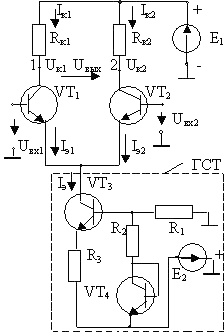 Iк1 Iк2 +
Rк1 Rк2 E1
1 Uк1 Uвых 2 Uк2 -
VT1 VT2
Uвх1 Iэ1 Iэ2 Uвх2
ГСТ
Iэ VT3
R2 R1
R3 +
VT4 E2